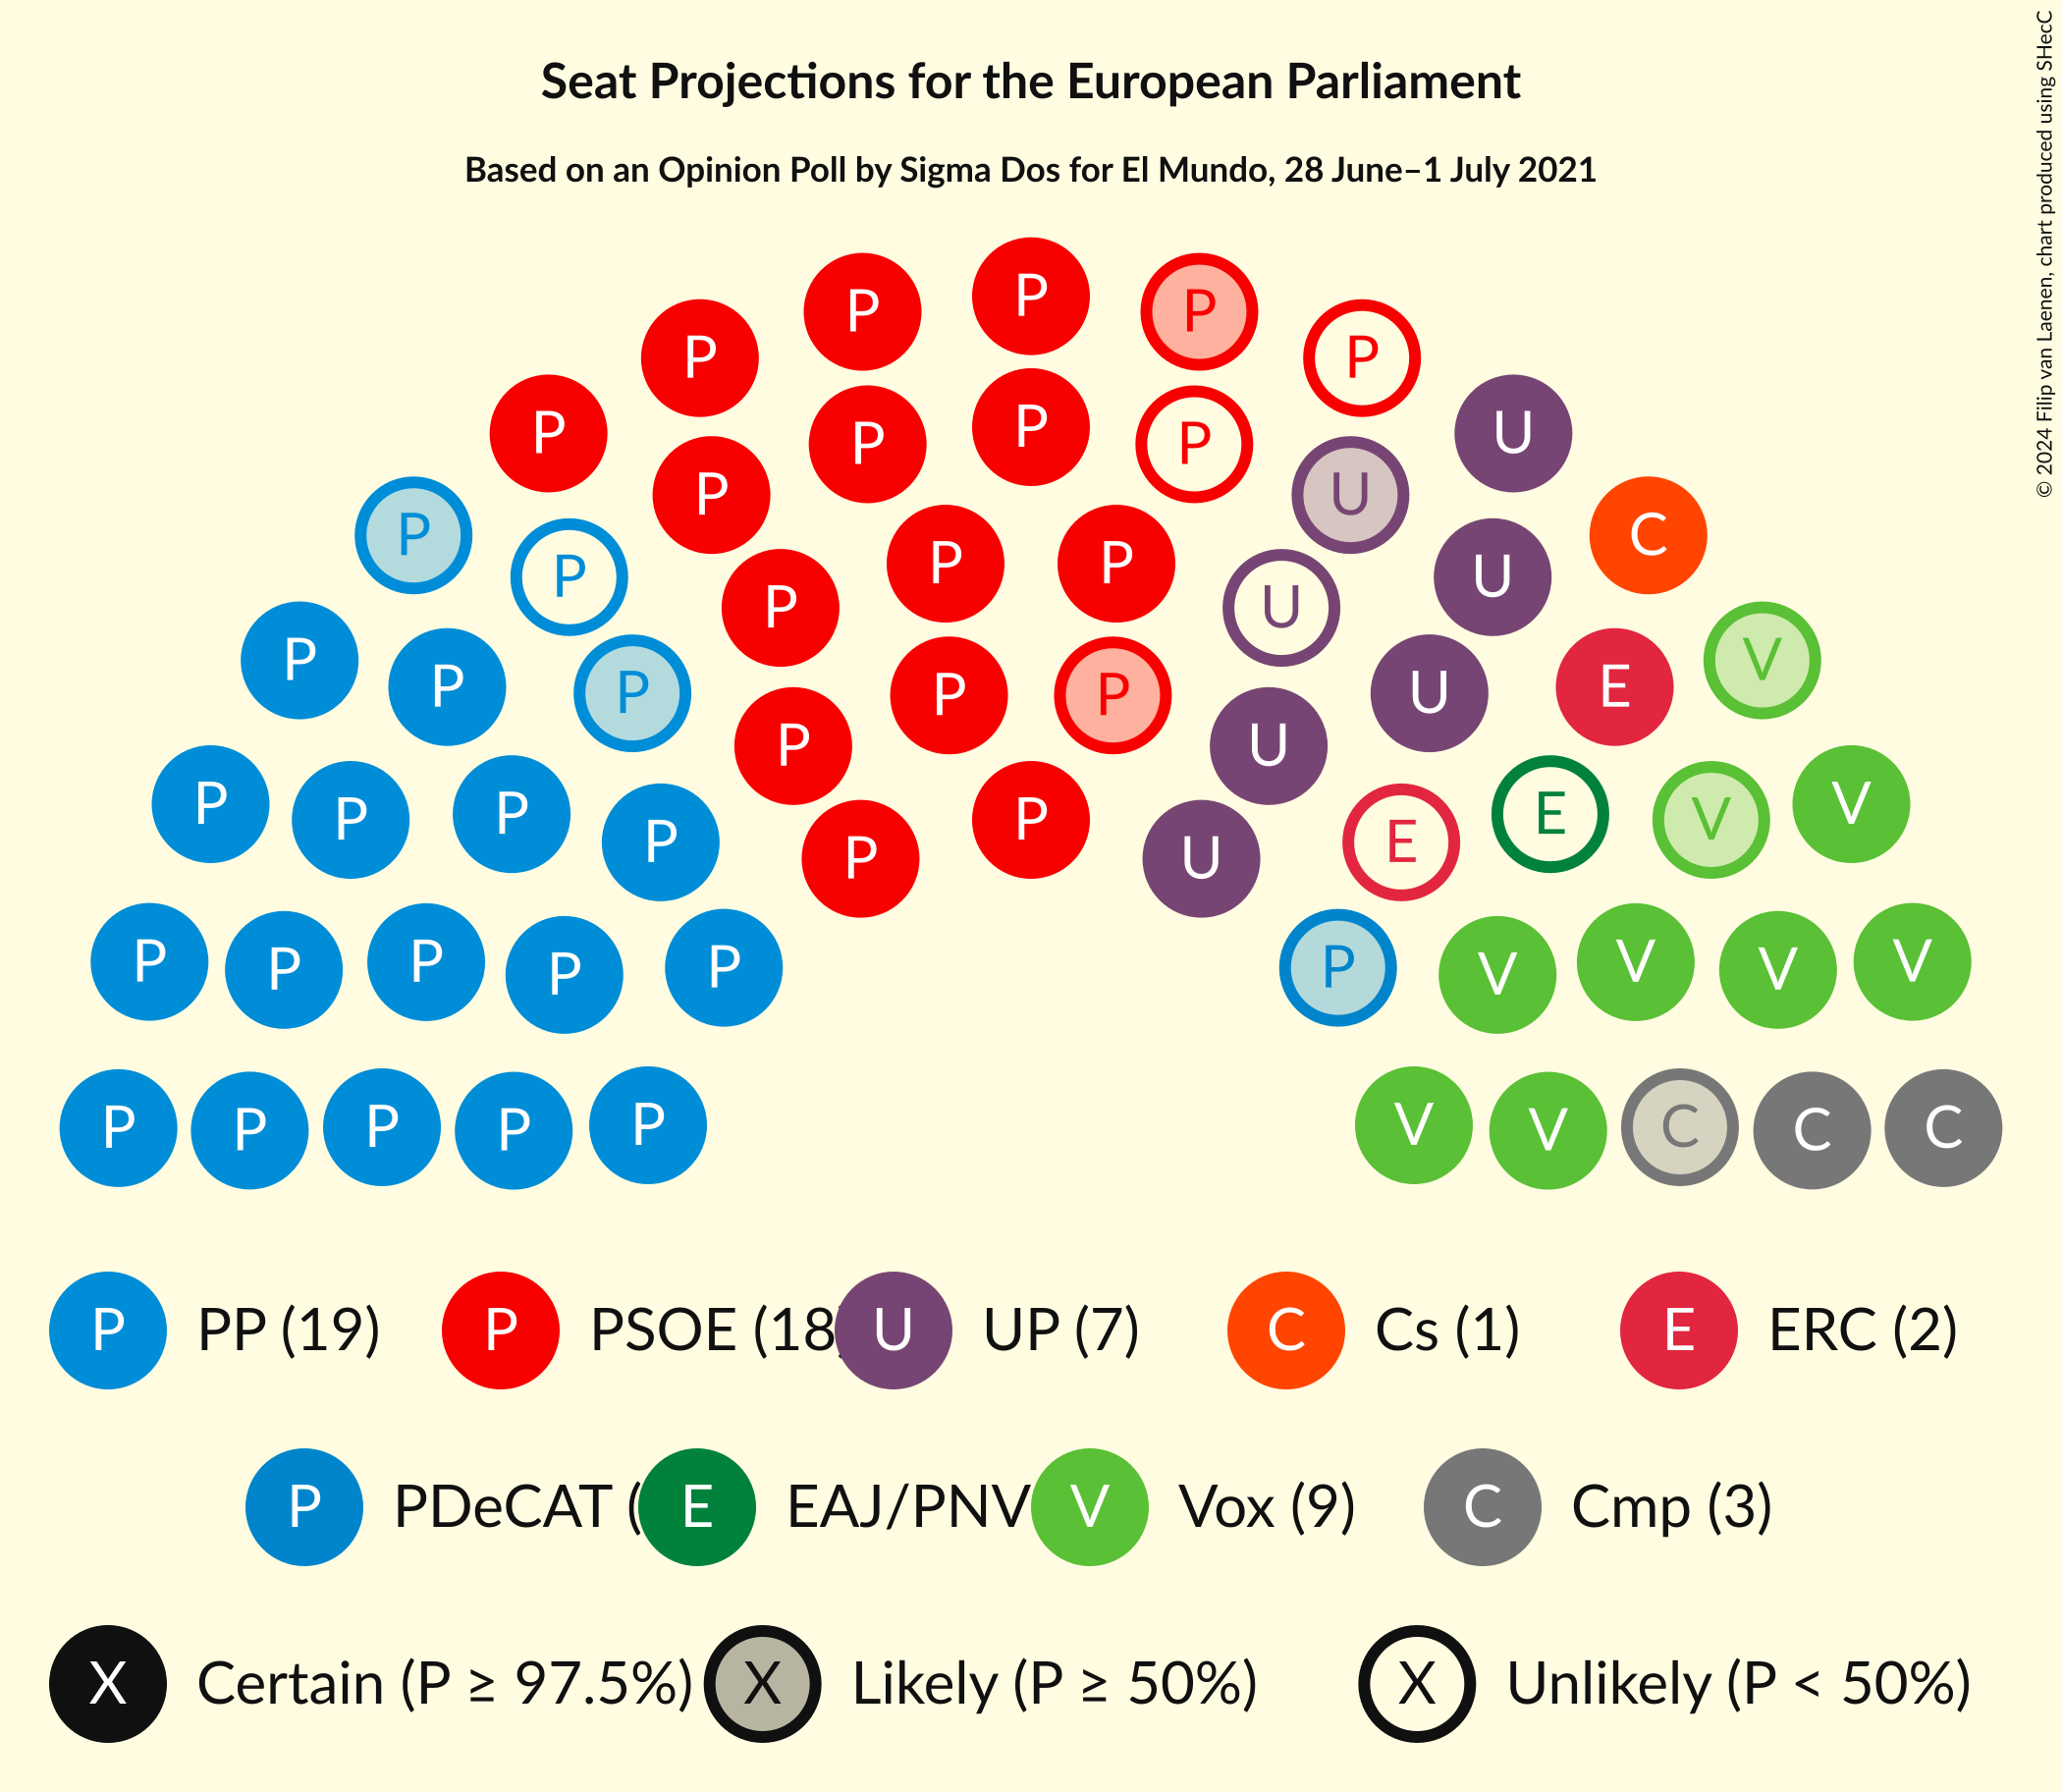 Seat Projections for the European Parliament
Based on an Opinion Poll by Sigma Dos for El Mundo, 28 June–1 July 2021
© 2024 Filip van Laenen, chart produced using SHecC
P P P
P P
P P P P U
P U
P P P C
P U
P U
P V
P P P P U E
P U
P P P P E V V
P P U E
P P P P P P V V V V
P P P P P V V C C C
P PP (19) P PSOE (18 U UP (7) C Cs (1) E ERC (2)
P PDeCAT ( E EAJ/PNV V Vox (9) C Cmp (3)
X Certain (P ≥ 97.5%) X Likely (P ≥ 50%) X Unlikely (P < 50%)